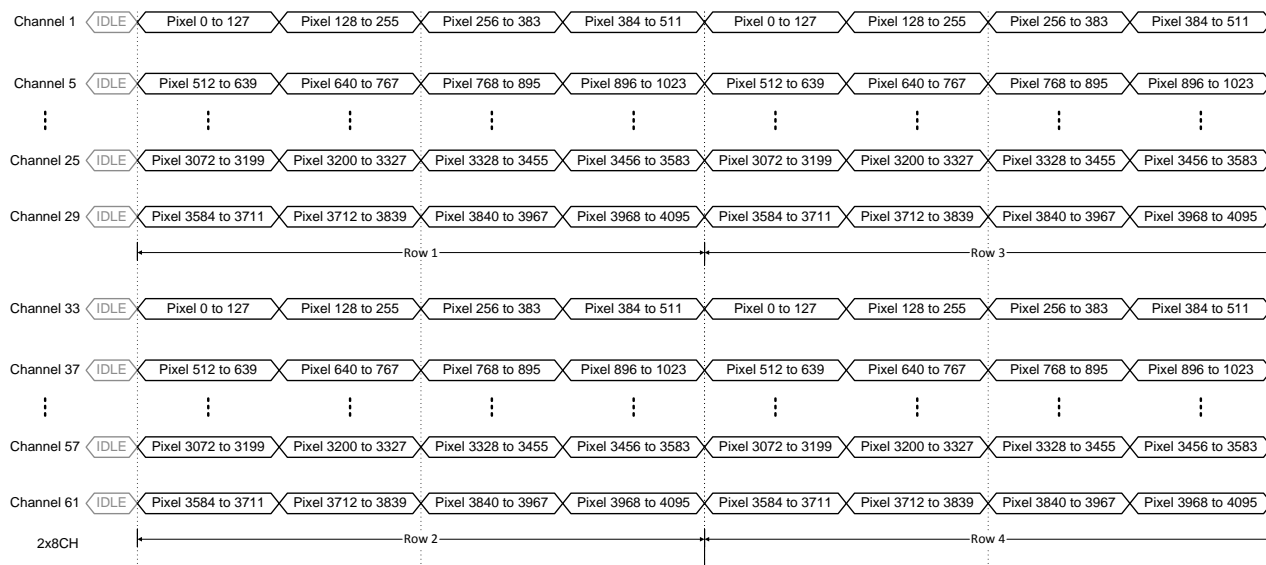 Channel 1 IDLE Pixel 0 to 127 Pixel 128 to 255 Pixel 256 to 383 Pixel 384 to 511 Pixel 0 to 127 Pixel 128 to 255 Pixel 256 to 383 Pixel 384 to 511
Channel 5 IDLE Pixel 512 to 639 Pixel 640 to 767 Pixel 768 to 895 Pixel 896 to 1023 Pixel 512 to 639 Pixel 640 to 767 Pixel 768 to 895 Pixel 896 to 1023
Channel 25 IDLE Pixel 3072 to 3199 Pixel 3200 to 3327 Pixel 3328 to 3455 Pixel 3456 to 3583 Pixel 3072 to 3199 Pixel 3200 to 3327 Pixel 3328 to 3455 Pixel 3456 to 3583
Channel 29 IDLE Pixel 3584 to 3711 Pixel 3712 to 3839 Pixel 3840 to 3967 Pixel 3968 to 4095 Pixel 3584 to 3711 Pixel 3712 to 3839 Pixel 3840 to 3967 Pixel 3968 to 4095
Row 1 Row 3
Channel 33 IDLE Pixel 0 to 127 Pixel 128 to 255 Pixel 256 to 383 Pixel 384 to 511 Pixel 0 to 127 Pixel 128 to 255 Pixel 256 to 383 Pixel 384 to 511
Channel 37 IDLE Pixel 512 to 639 Pixel 640 to 767 Pixel 768 to 895 Pixel 896 to 1023 Pixel 512 to 639 Pixel 640 to 767 Pixel 768 to 895 Pixel 896 to 1023
Channel 57 IDLE Pixel 3072 to 3199 Pixel 3200 to 3327 Pixel 3328 to 3455 Pixel 3456 to 3583 Pixel 3072 to 3199 Pixel 3200 to 3327 Pixel 3328 to 3455 Pixel 3456 to 3583
Channel 61 IDLE Pixel 3584 to 3711 Pixel 3712 to 3839 Pixel 3840 to 3967 Pixel 3968 to 4095 Pixel 3584 to 3711 Pixel 3712 to 3839 Pixel 3840 to 3967 Pixel 3968 to 4095
2x8CH Row 2 Row 4